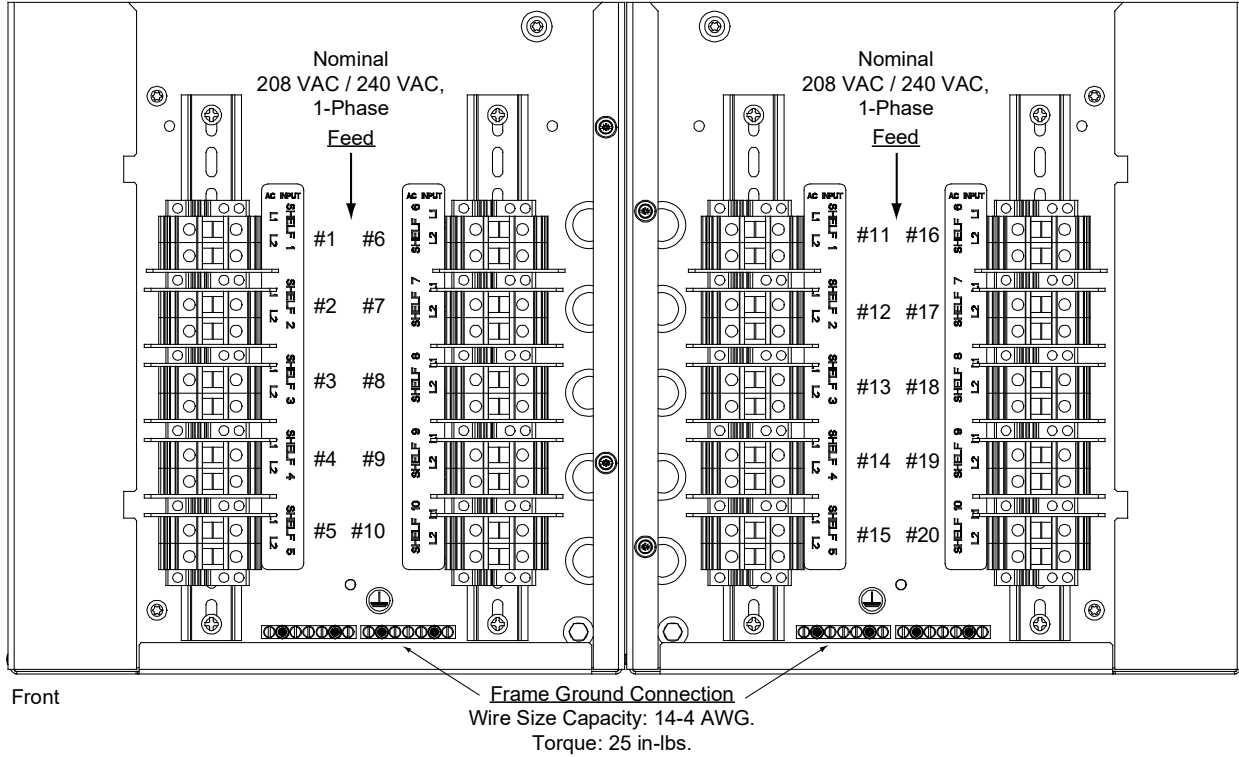 Nominal
208 VAC / 240 VAC,
1-Phase
Feed
AC INPUT
L1
L2
SHELF 1
L1
L2
SHELF 2
L1
L2
SHELF 3
L1
L2
SHELF 4
L1
L2
SHELF 5
#1 #6
#2 #7
#3 #8
#4 #9
#5 #10
AC INPUT
SHELF 6
L1
L2
SHELF 7
L1
L2
SHELF 8
L1
L2
SHELF 9
L1
L2
SHELF 10
L1
L2
Nominal
208 VAC / 240 VAC,
1-Phase
Feed
AC INPUT
L1
L2
SHELF 1
L1
L2
SHELF 2
L1
L2
SHELF 3
L1
L2
SHELF 4
L1
L2
SHELF 5
#11 #16
#12 #17
#13 #18
#14 #19
#15 #20
AC INPUT
SHELF 6
L1
L2
SHELF 7
L1
L2
SHELF 8
L1
L2
SHELF 9
L1
L2
SHELF 10
L1
L2
Front
Frame Ground Connection
Wire Size Capacity: 14-4 AWG.
Torque: 25 in-lbs.